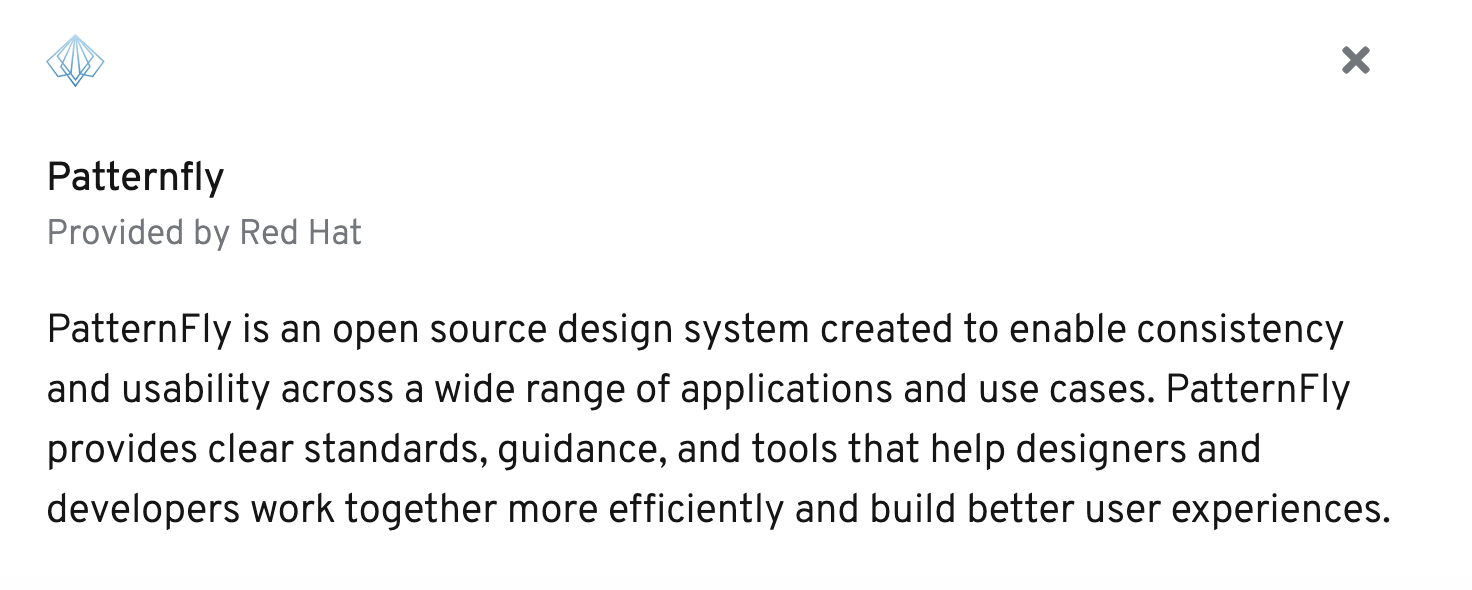 Patternfly
Provided by Red Hat
PatternFly is an open source design system created to enable consistency
and usability across a wide range of applications and use cases. PatternFly
provides clear standards, guidance, and tools that help designers and
developers work together more efficiently and build better user experiences.